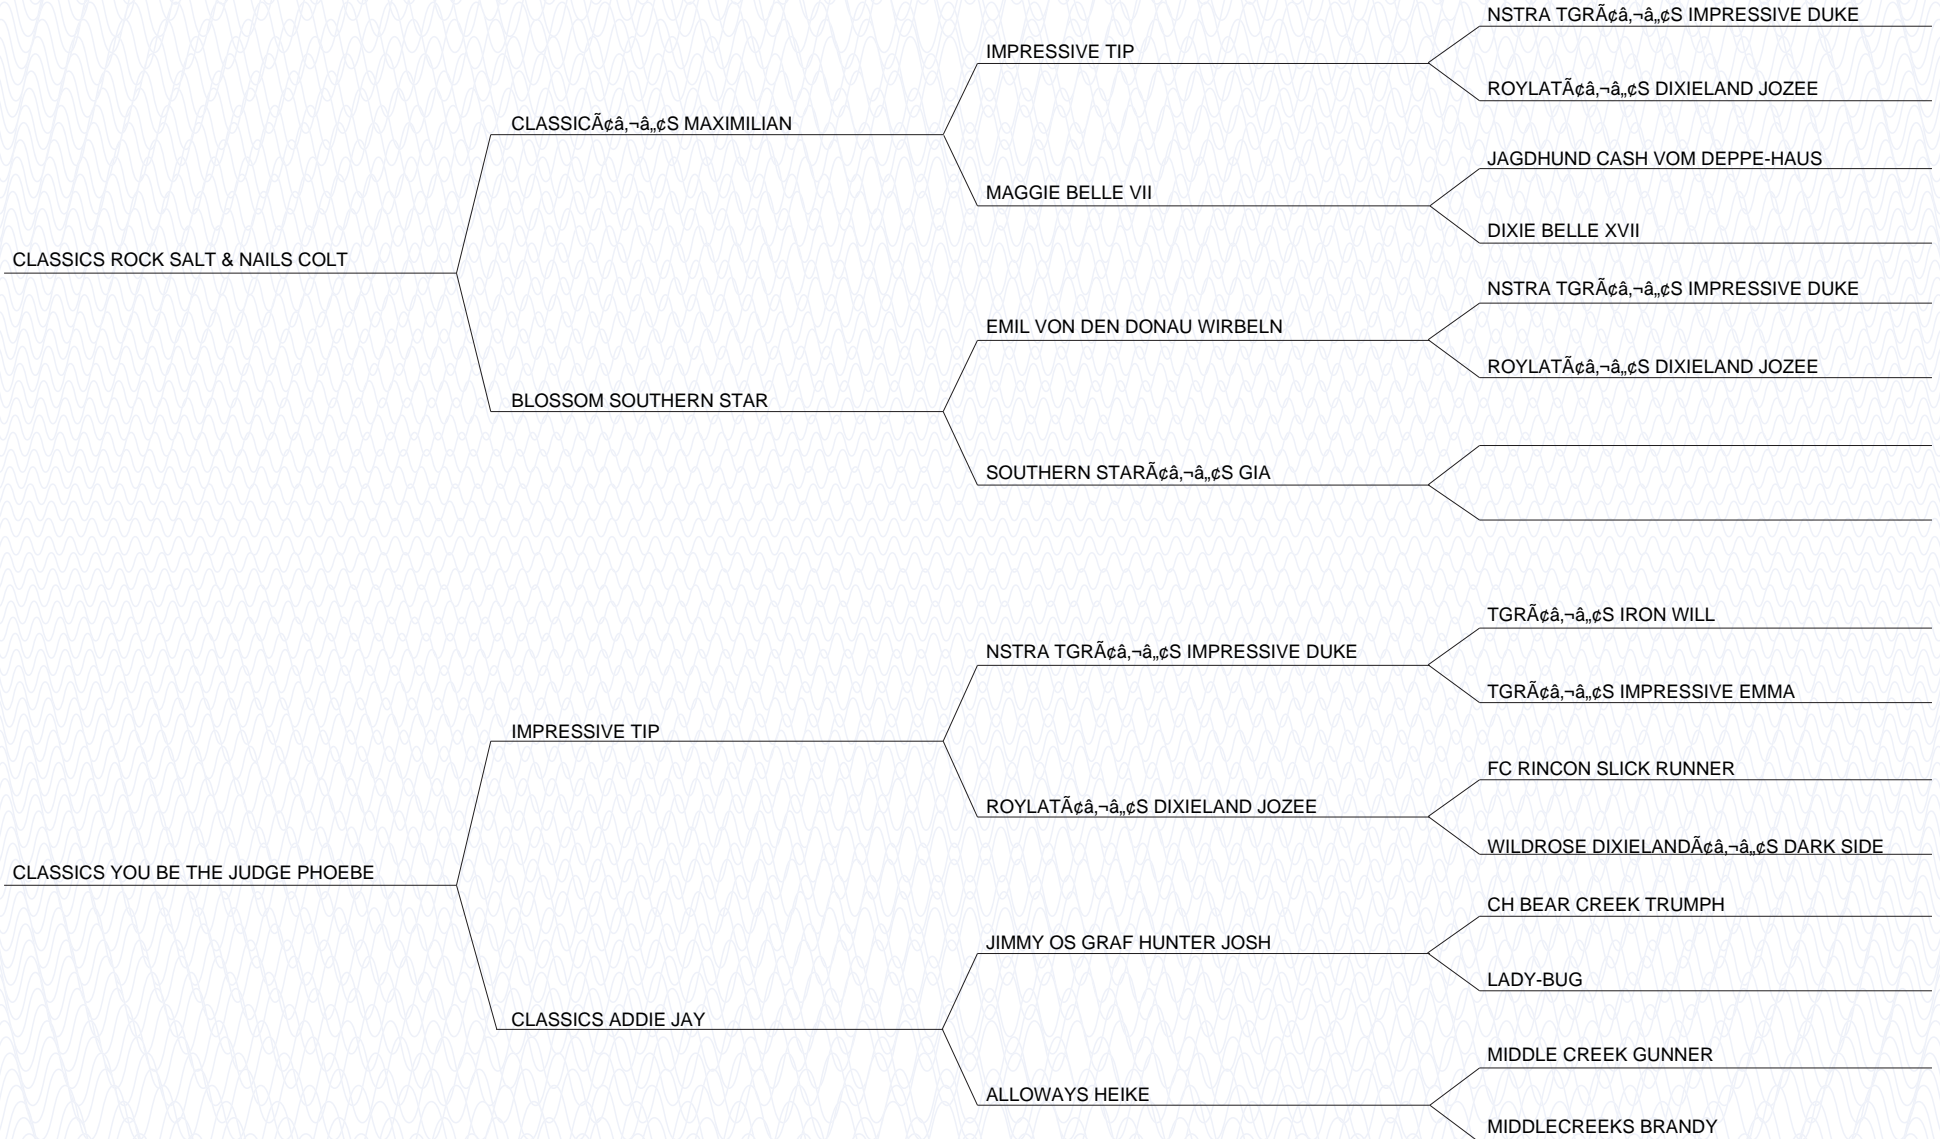 NSTRA TGRÃ¢â‚¬â„¢S IMPRESSIVE DUKE
IMPRESSIVE TIP
ROYLATÃ¢â‚¬â„¢S DIXIELAND JOZEE
CLASSICÃ¢â‚¬â„¢S MAXIMILIAN
JAGDHUND CASH VOM DEPPE-HAUS
MAGGIE BELLE VII
DIXIE BELLE XVII
CLASSICS ROCK SALT & NAILS COLT
NSTRA TGRÃ¢â‚¬â„¢S IMPRESSIVE DUKE
EMIL VON DEN DONAU WIRBELN
ROYLATÃ¢â‚¬â„¢S DIXIELAND JOZEE
BLOSSOM SOUTHERN STAR
SOUTHERN STARÃ¢â‚¬â„¢S GIA
TGRÃ¢â‚¬â„¢S IRON WILL
NSTRA TGRÃ¢â‚¬â„¢S IMPRESSIVE DUKE
TGRÃ¢â‚¬â„¢S IMPRESSIVE EMMA
IMPRESSIVE TIP
FC RINCON SLICK RUNNER
ROYLATÃ¢â‚¬â„¢S DIXIELAND JOZEE
WILDROSE DIXIELANDÃ¢â‚¬â„¢S DARK SIDE
CLASSICS YOU BE THE JUDGE PHOEBE
CH BEAR CREEK TRUMPH
JIMMY OS GRAF HUNTER JOSH
LADY-BUG
CLASSICS ADDIE JAY
MIDDLE CREEK GUNNER
ALLOWAYS HEIKE
MIDDLECREEKS BRANDY